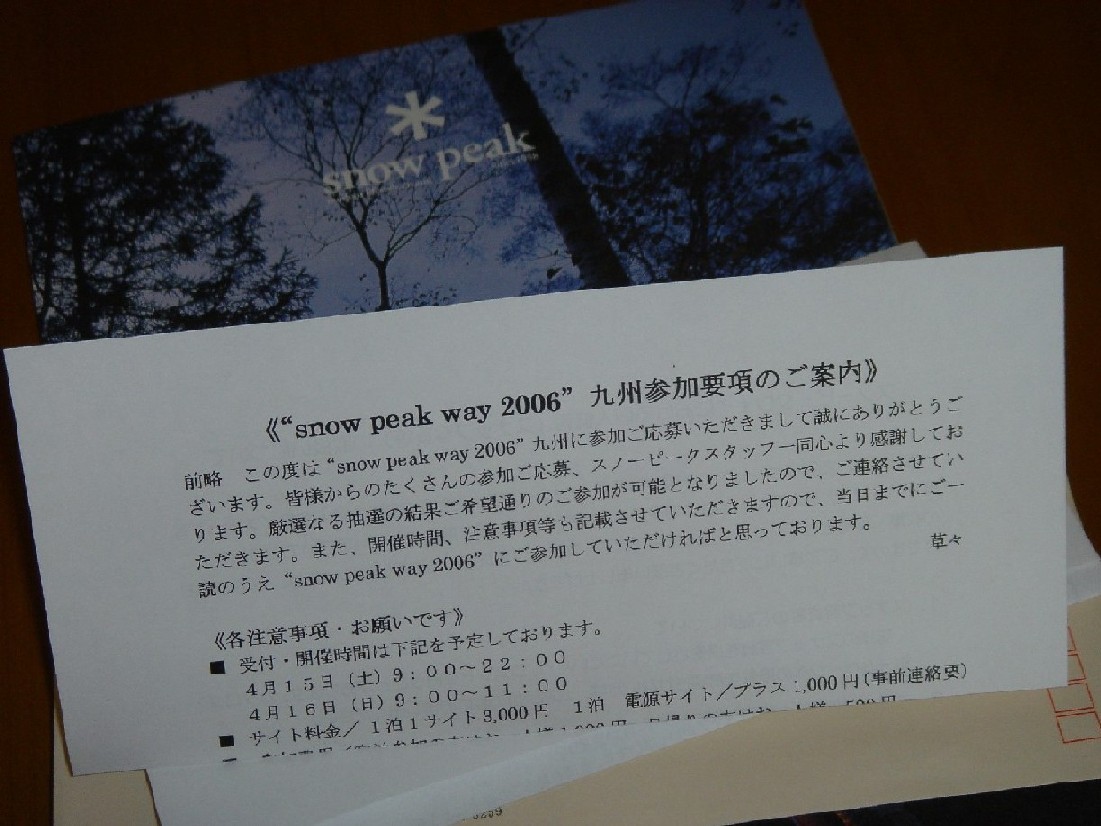 snow peak
《“snow peak way 2006” 九州参加要項のご案内》
前略　この度は “snow peak way 2006” 九州に参加ご応募いただきまして誠にありがとうご
ざいます。皆様からのたくさんの参加ご応募、スノーピークスタッフ一同心より感謝してお
ります。厳選なる抽選の結果ご希望通りのご参加が可能となりましたので、ご連絡させてい
ただきます。また、開催時間、注意事項等も記載させていただきますので、当日までにご一
読のうえ “snow peak way 2006” にご参加していただければと思っております。
草々
《各注意事項・お願いです》
■ 受付・開催時間は下記を予定しております。
４月１５日（土）９：００～２２：００
４月１６日（日）９：００～１１：００
■ サイト料金／１泊１サイト3,000円　１泊　電源サイト／プラス1,000円（事前連絡要）